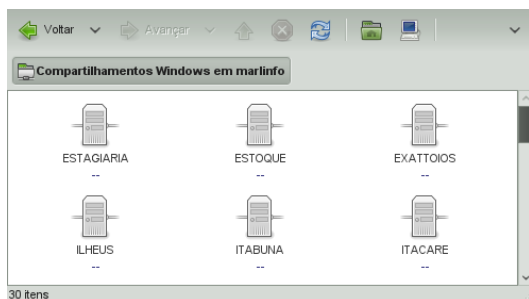 Voltar Avançar
Compartilhamentos Windows em marlinfo
ESTAGIARIA ESTOQUE EXATTOIOS
-- -- --
ILHEUS ITABUNA ITACARE
-- -- --
30 itens